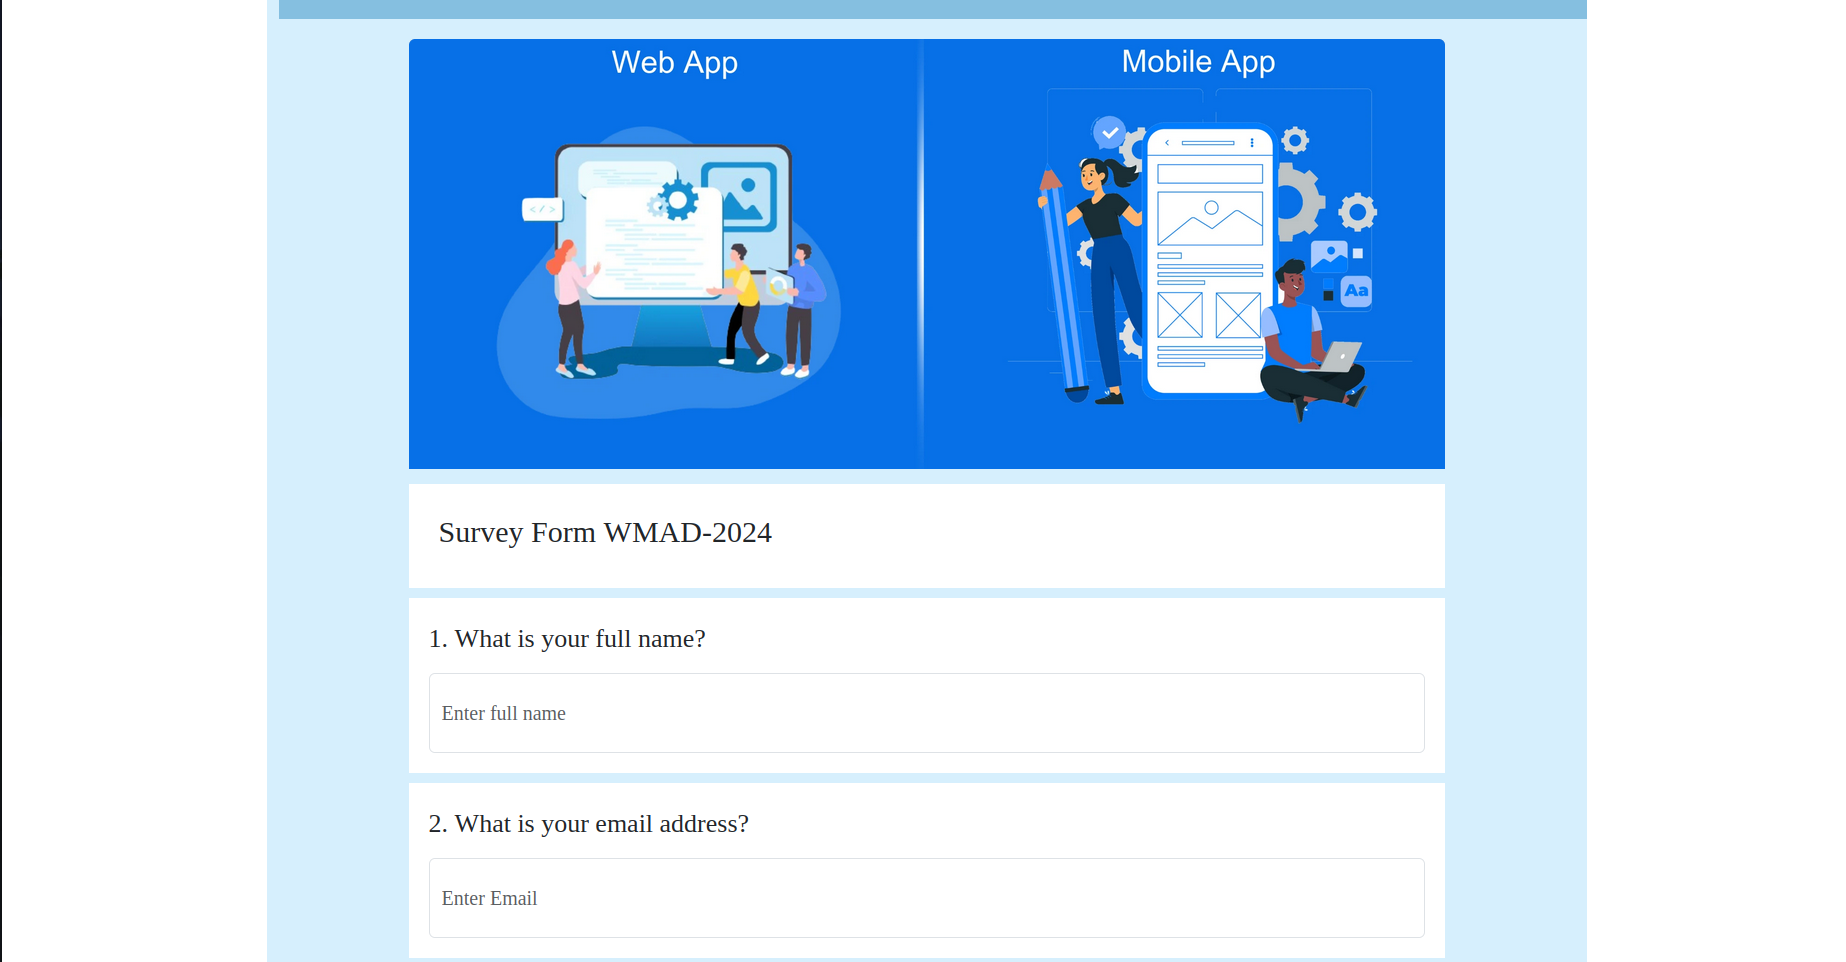 Web App
Mobile App
</>
Aa
Survey Form WMAD-2024
1. What is your full name?
Enter full name
2. What is your email address?
Enter Email